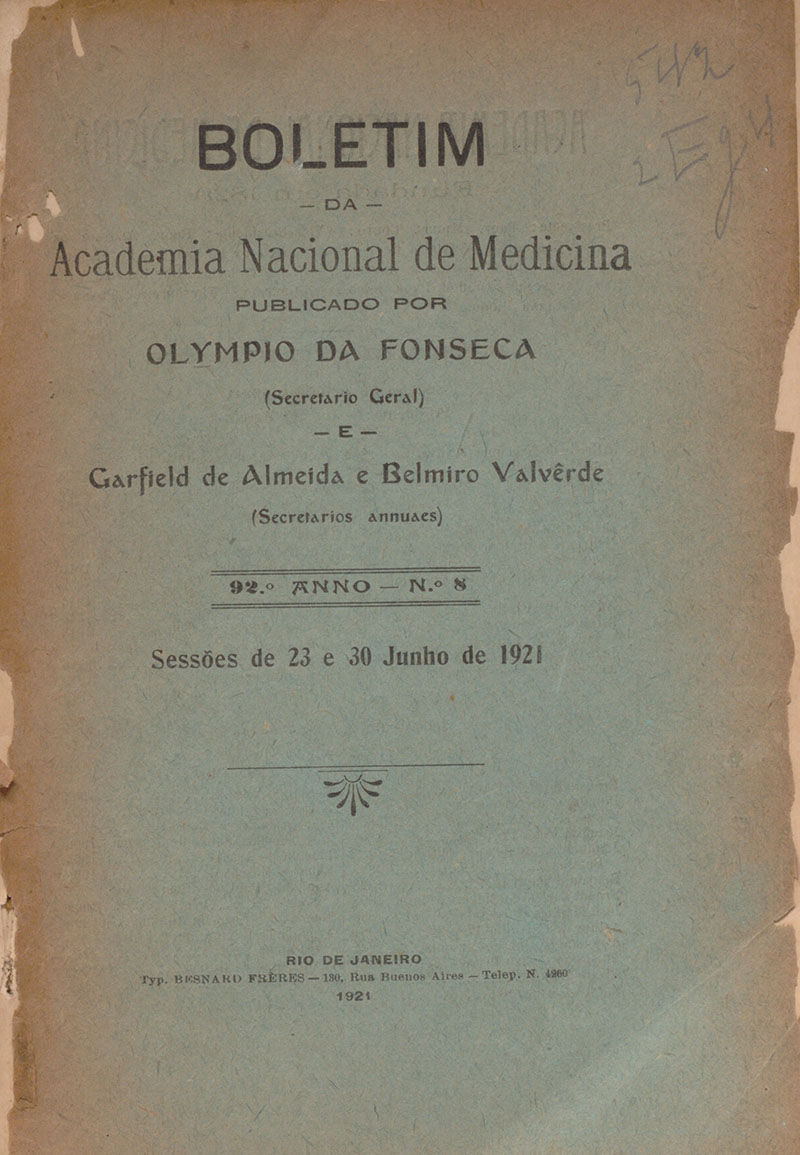 BOLETIM
— DA —
Academia Nacional de Medicina
PUBLICADO POR
OLYMPIO DA FONSECA
(Secretario Geral)
— E —
Garfield de Almeida e Belmiro Valvêrde
(Secretarios annuaes)
92.º ANNO — N.º 8
Sessões de 23 e 30 Junho de 1921
RIO DE JANEIRO
Typ. BESNARD FRÈRES — 130, Rua Buenos Aires — Telep. N. 4260
1921